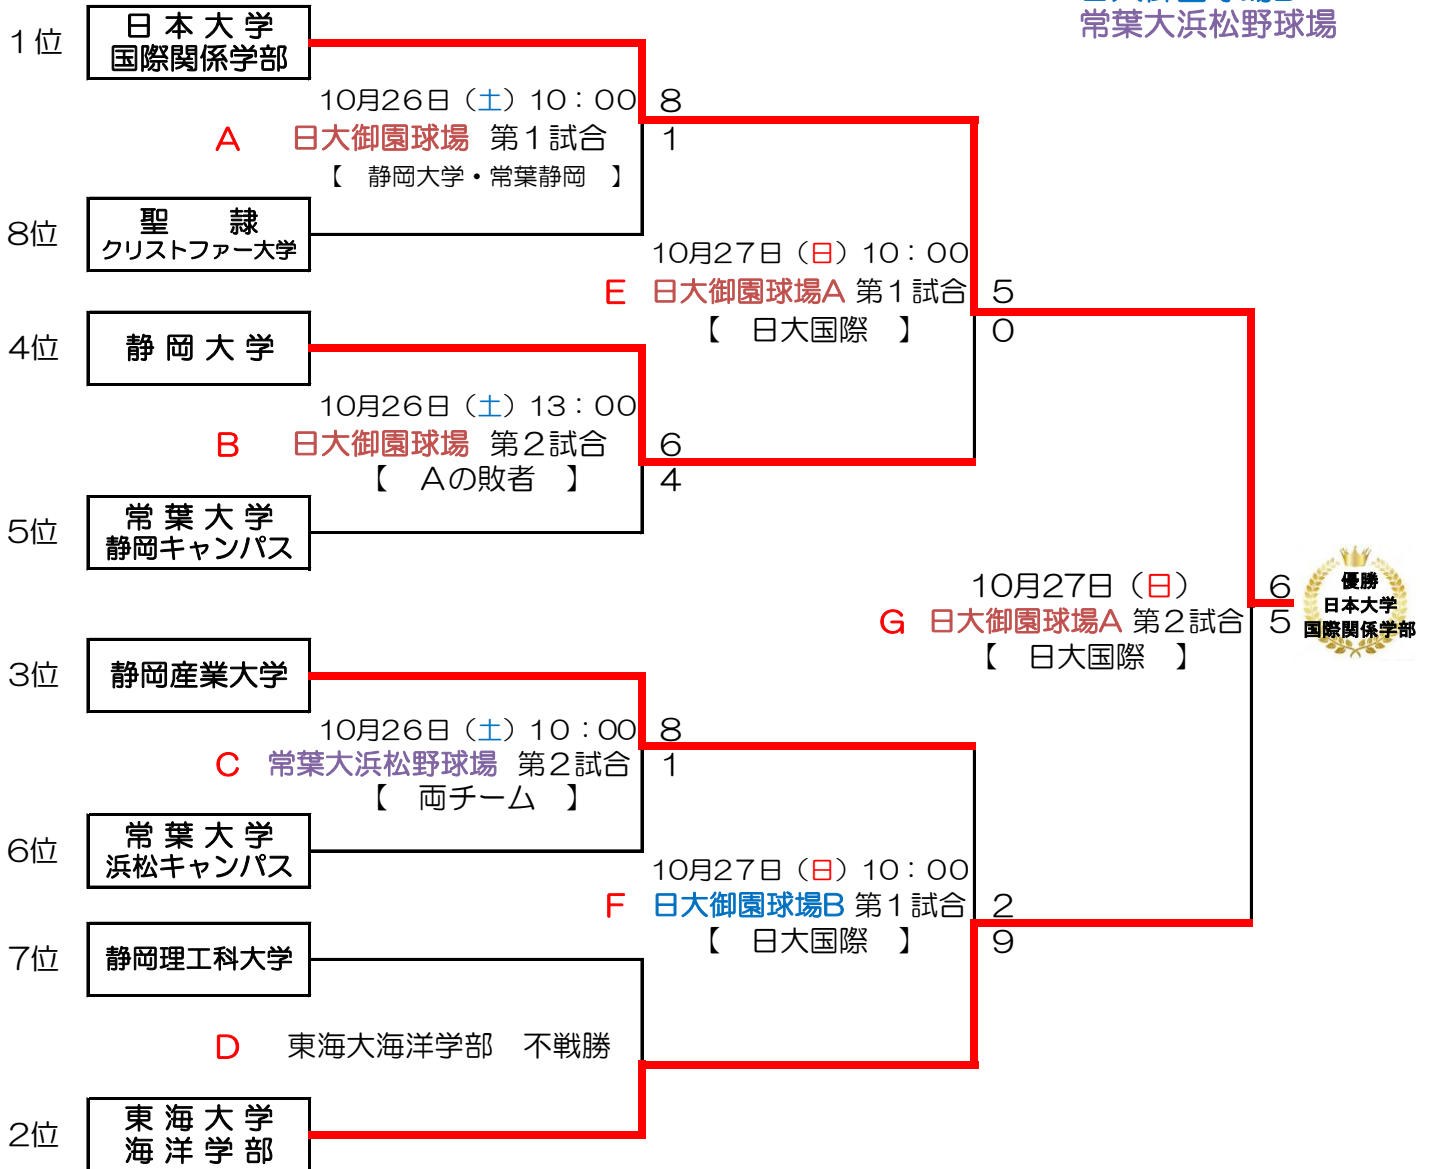 常葉大浜松野球場
1位
日本大学
国際関係学部
10月26日（土）10：00
8
A
日大御園球場 第1試合
1
【 静岡大学・常葉静岡 】
8位
聖 隷
クリストファー大学
10月27日（日）10：00
E
日大御園球場A 第1試合
5
【 日大国際 】
0
4位
静岡大学
10月26日（土）13：00
B
日大御園球場 第2試合
6
【 Aの敗者 】
4
5位
常葉大学
静岡キャンパス
10月27日（日）
6
G
日大御園球場A 第2試合
5
【 日大国際 】
優勝
日本大学
国際関係学部
3位
静岡産業大学
10月26日（土）10：00
8
C
常葉大浜松野球場 第2試合
1
【 両チーム 】
6位
常葉大学
浜松キャンパス
10月27日（日）10：00
F
日大御園球場B 第1試合
2
【 日大国際 】
9
7位
静岡理工科大学
D
東海大海洋学部 不戦勝
2位
東海大学
海洋学部